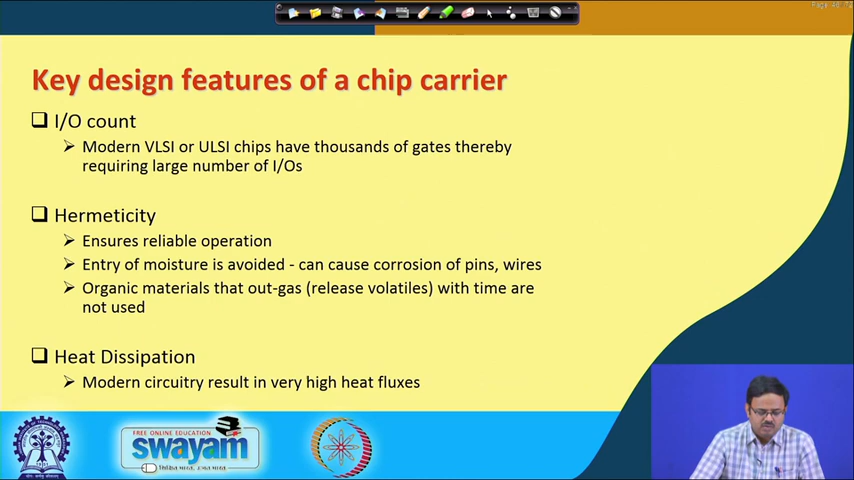 Key design features of a chip carrier
❑ I/O count
➢ Modern VLSI or ULSI chips have thousands of gates thereby
requiring large number of I/Os
❑ Hermeticity
➢ Ensures reliable operation
➢ Entry of moisture is avoided - can cause corrosion of pins, wires
➢ Organic materials that out-gas (release volatiles) with time are
not used
❑ Heat Dissipation
➢ Modern circuitry result in very high heat fluxes
FREE ONLINE EDUCATION
swayam